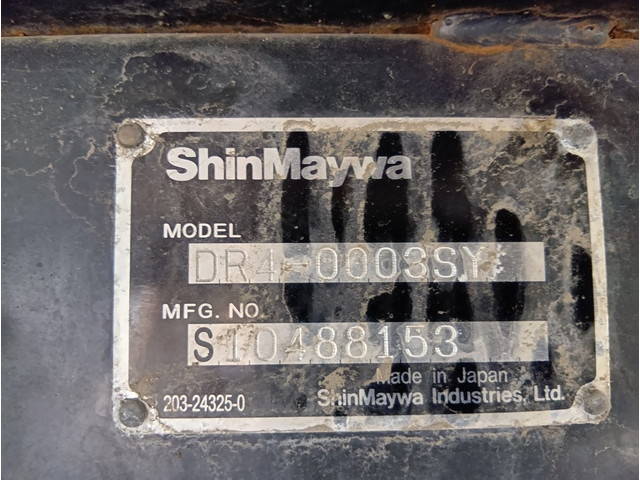 ShinMaywa
MODEL
DR4-0003SY*
MFG. NO
S10488153
Made in Japan
203-24325-0 ShinMaywa Industries, Ltd.